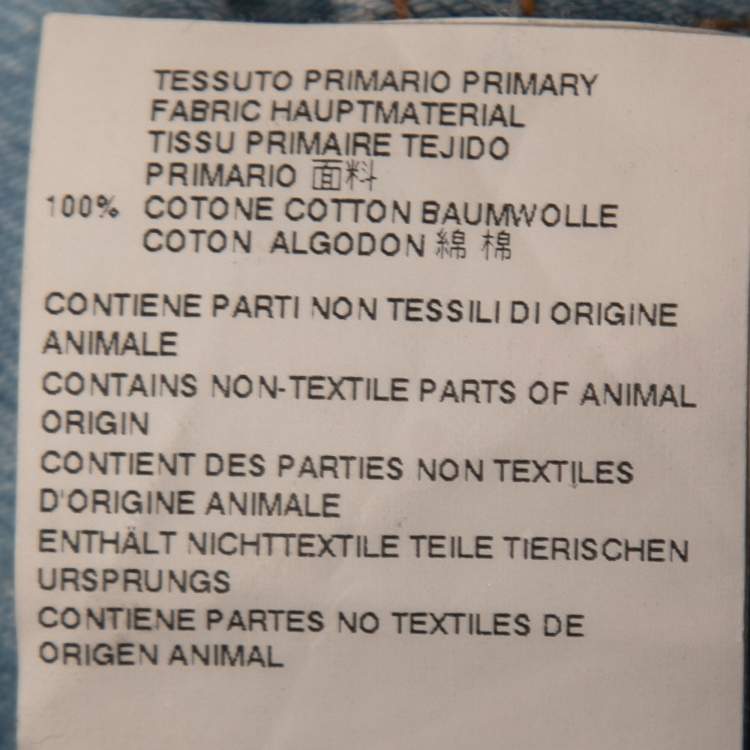 TESSUTO PRIMARIO PRIMARY
FABRIC HAUPTMATERIAL
TISSU PRIMAIRE TEJIDO
PRIMARIO 面料
100% COTONE COTTON BAUMWOLLE
COTON ALGODON 綿 棉
CONTIENE PARTI NON TESSILI DI ORIGINE
ANIMALE
CONTAINS NON-TEXTILE PARTS OF ANIMAL
ORIGIN
CONTIENT DES PARTIES NON TEXTILES
D'ORIGINE ANIMALE
ENTHÄLT NICHTTEXTILE TEILE TIERISCHEN
URSPRUNGS
CONTIENE PARTES NO TEXTILES DE
ORIGEN ANIMAL